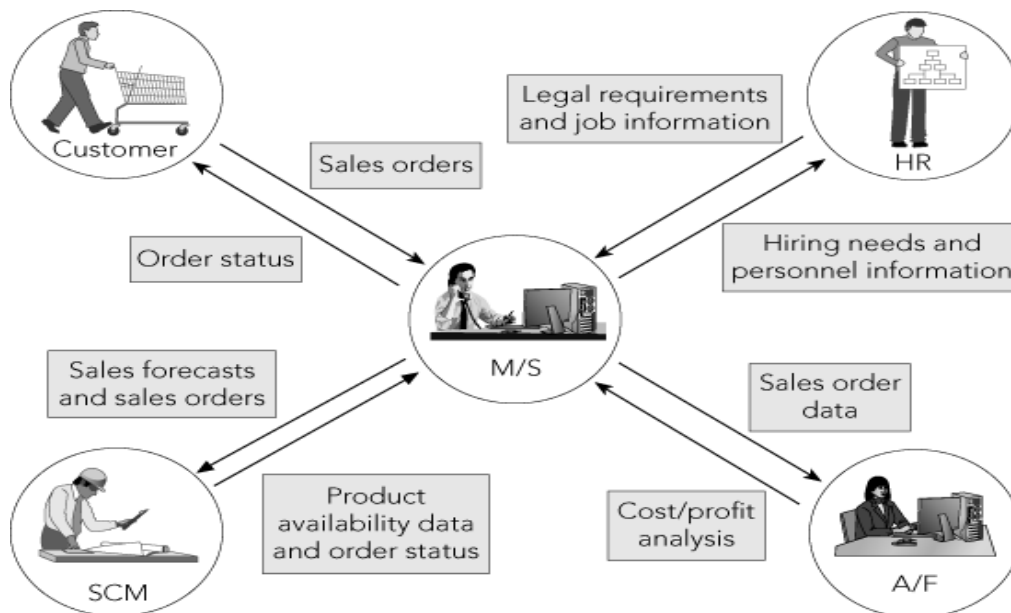 Customer
Sales orders
Order status
Legal requirements
and job information
HR
Hiring needs and
personnel information
M/S
Sales forecasts
and sales orders
Product
availability data
and order status
SCM
Sales order
data
Cost/profit
analysis
A/F